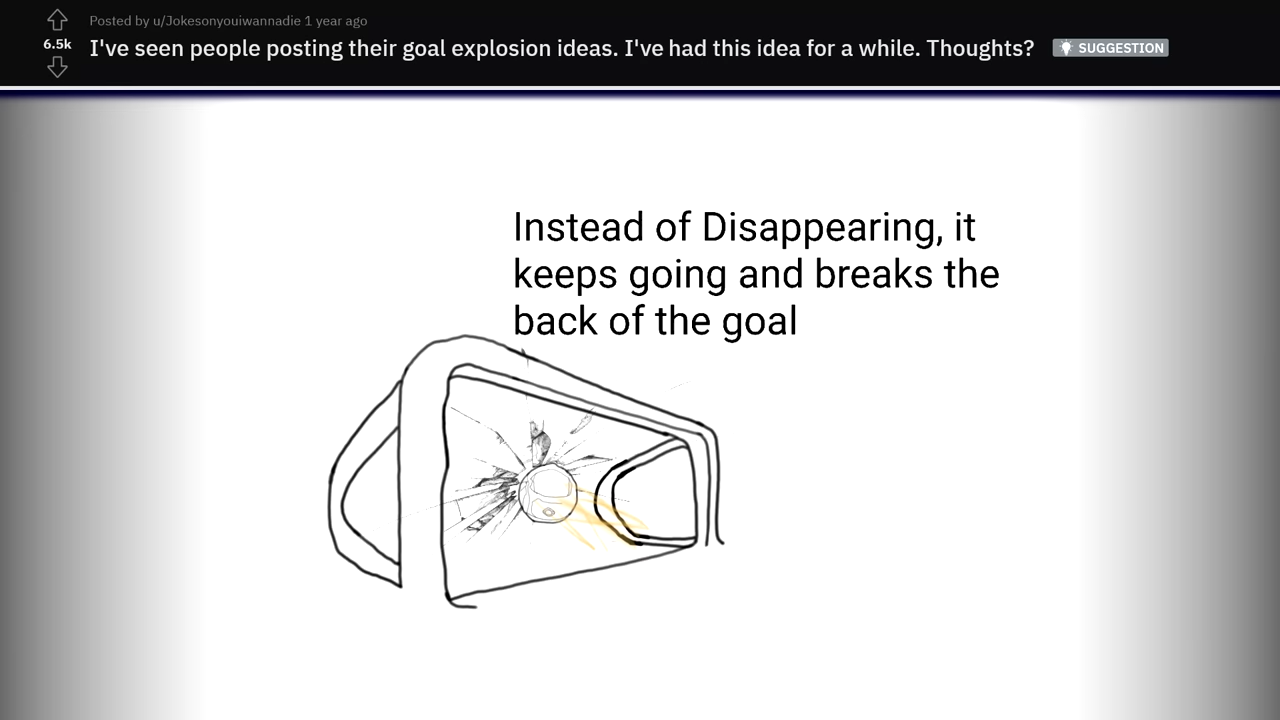 Posted by u/Jokesonyouiwannadie 1 year ago
6.5k
I've seen people posting their goal explosion ideas. I've had this idea for a while. Thoughts? SUGGESTION
Instead of Disappearing, it
keeps going and breaks the
back of the goal